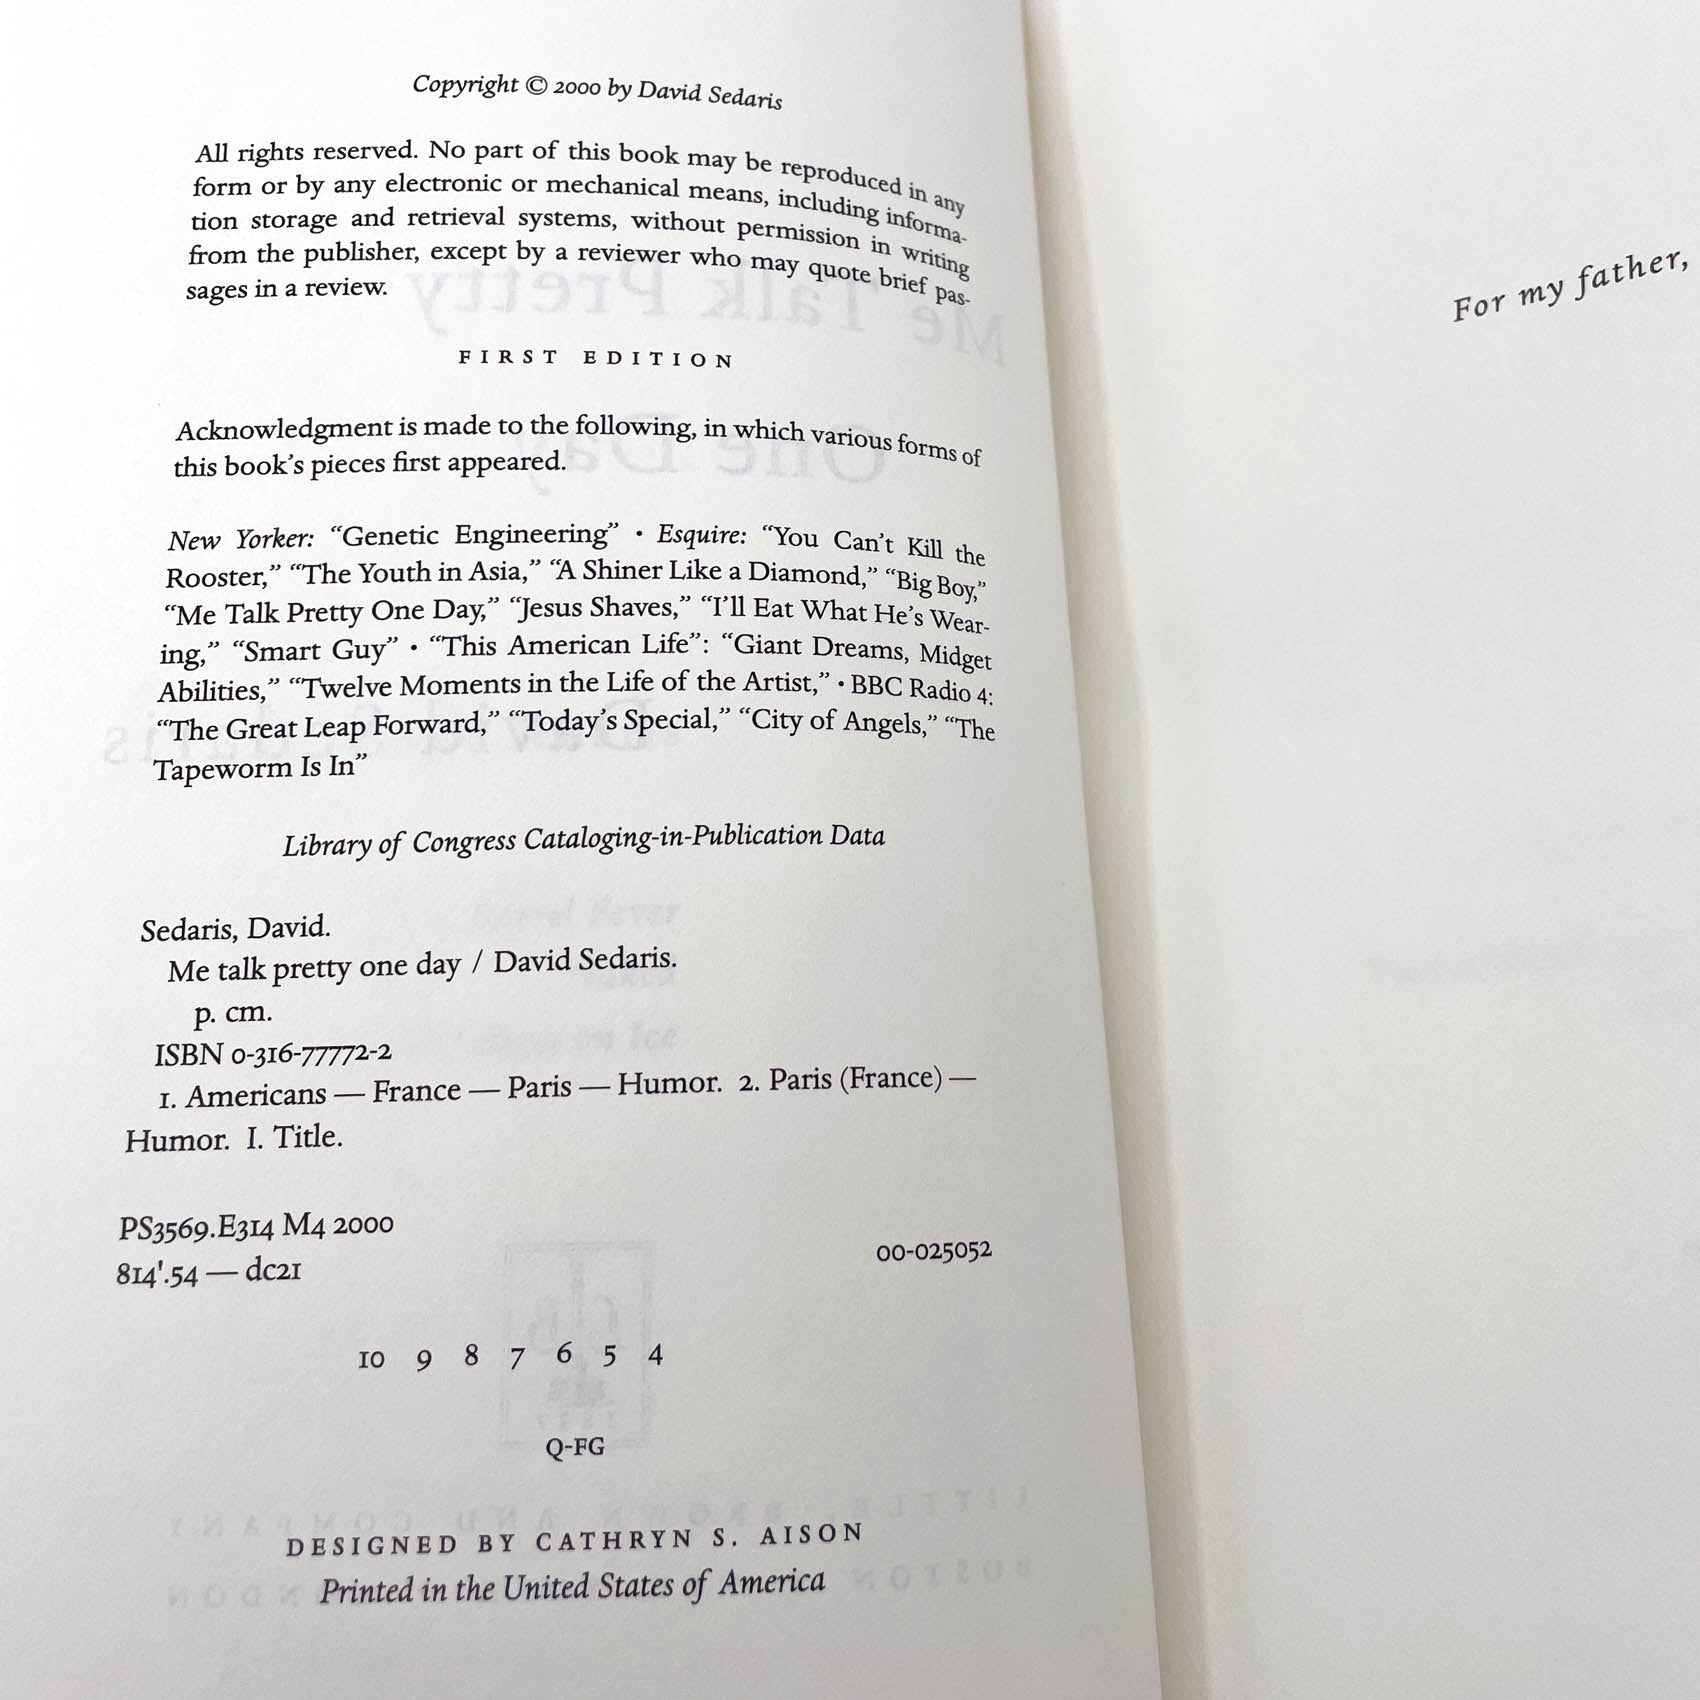 Copyright © 2000 by David Sedaris
All rights reserved. No part of this book may be reproduced in any
form or by any electronic or mechanical means, including informa-
tion storage and retrieval systems, without permission in writing
from the publisher, except by a reviewer who may quote brief pas-
sages in a review.
FIRST EDITION
Acknowledgment is made to the following, in which various forms of
this book's pieces first appeared.
New Yorker: “Genetic Engineering” • Esquire: “You Can't Kill the
Rooster,” “The Youth in Asia,” “A Shiner Like a Diamond,” “Big Boy,”
“Me Talk Pretty One Day,” “Jesus Shaves,” “I'll Eat What He's Wear-
ing,” “Smart Guy” • “This American Life”: “Giant Dreams, Midget
Abilities,” “Twelve Moments in the Life of the Artist,” • BBC Radio 4:
“The Great Leap Forward,” “Today's Special,” “City of Angels,” “The
Tapeworm Is In”
Library of Congress Cataloging-in-Publication Data
Sedaris, David.
Me talk pretty one day / David Sedaris.
p. cm.
ISBN 0-316-77772-2
1. Americans — France — Paris — Humor. 2. Paris (France) —
Humor. I. Title.
PS3569.E314 M4 2000
814'.54 — dc21
00-025052
10 9 8 7 6 5 4
Q-FG
DESIGNED BY CATHRYN S. AISON
Printed in the United States of America
For my father,